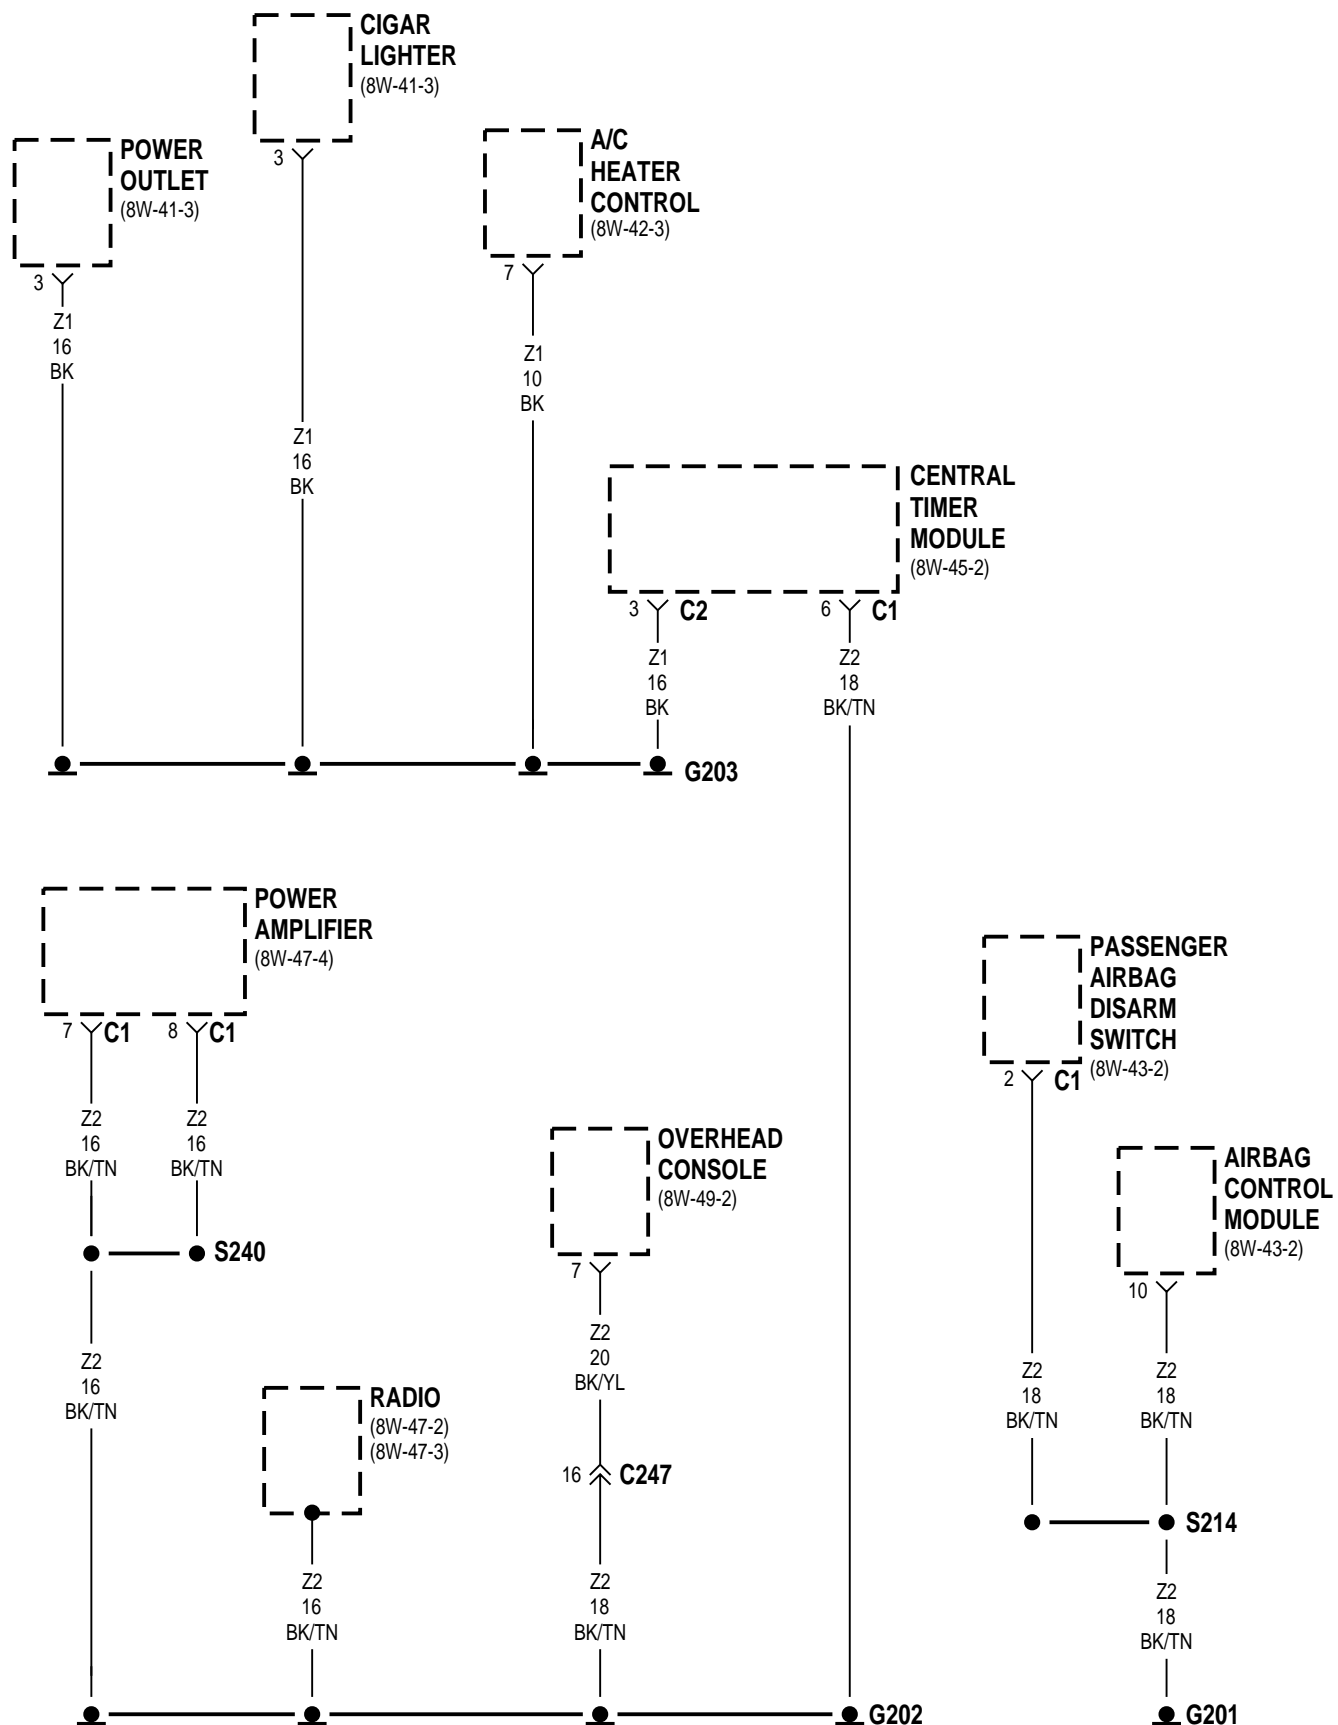 CIGAR
LIGHTER
(8W-41-3)
3
POWER
OUTLET
(8W-41-3)
3
A/C
HEATER
CONTROL
(8W-42-3)
7
Z1
16
BK
Z1
10
BK
Z1
16
BK
CENTRAL
TIMER
MODULE
(8W-45-2)
3 C2
6 C1
Z1
16
BK
Z2
18
BK/TN
G203
POWER
AMPLIFIER
(8W-47-4)
7 C1
8 C1
Z2
16
BK/TN
Z2
16
BK/TN
S240
Z2
16
BK/TN
PASSENGER
AIRBAG
DISARM
SWITCH
(8W-43-2)
2 C1
OVERHEAD
CONSOLE
(8W-49-2)
7
Z2
20
BK/YL
16 C247
Z2
18
BK/TN
AIRBAG
CONTROL
MODULE
(8W-43-2)
10
Z2
18
BK/TN
Z2
18
BK/TN
RADIO
(8W-47-2)
(8W-47-3)
Z2
16
BK/TN
S214
Z2
18
BK/TN
G202
G201